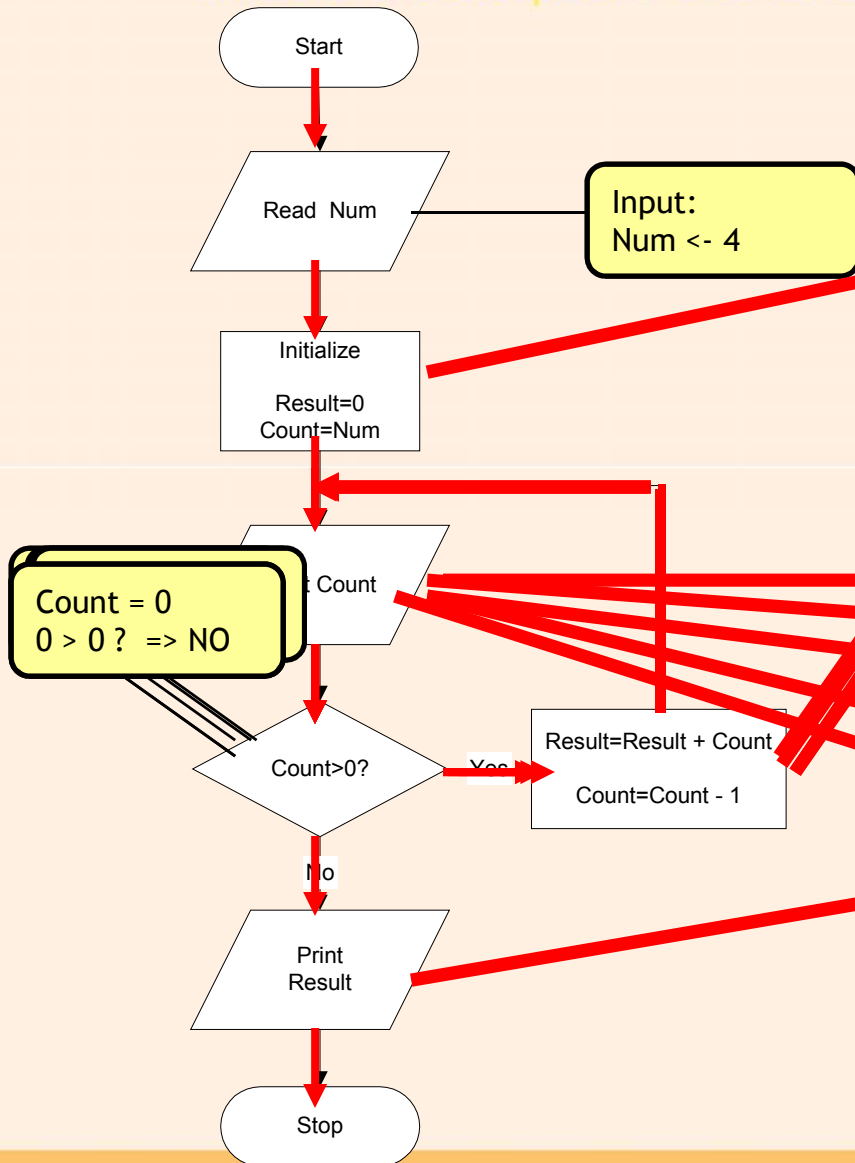 Start
Read Num
Input:
Num <- 4
Initialize
Result=0
Count=Num
t Count
Count = 0
0 > 0 ? => NO
Count>0?
Yes
Result=Result + Count
Count=Count - 1
No
Print
Result
Stop